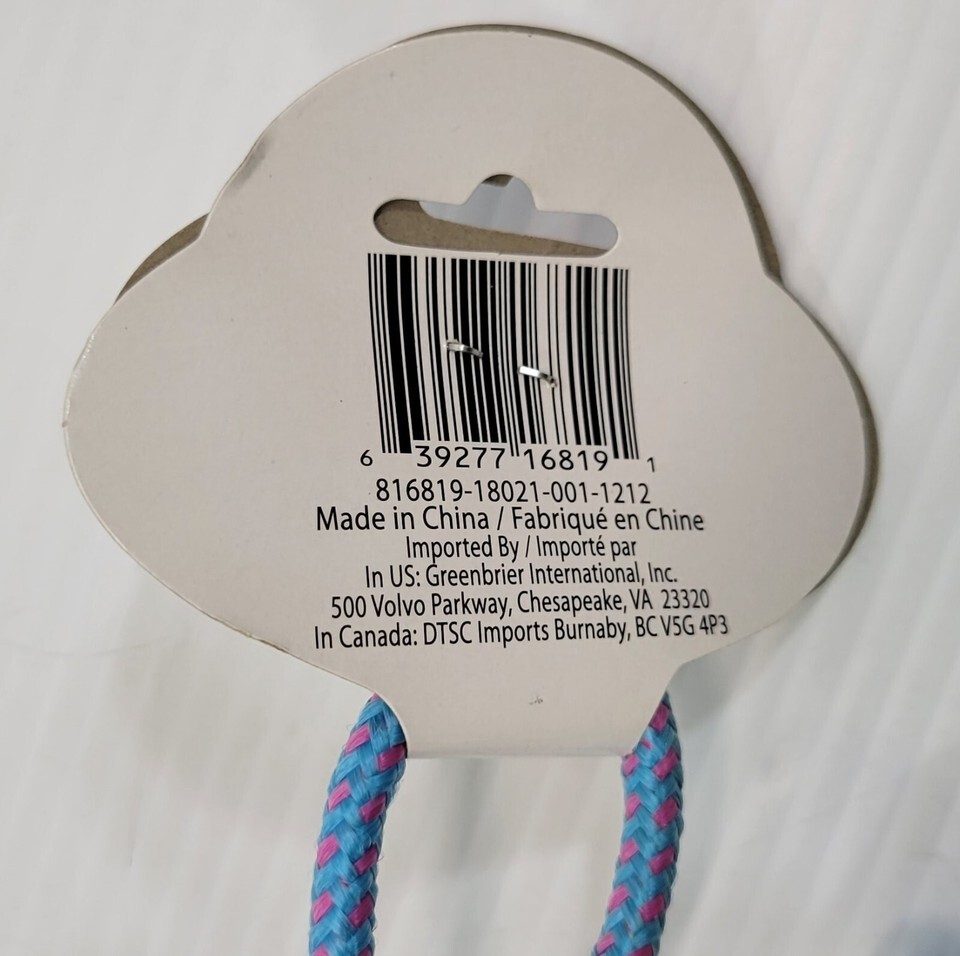 6 39277 16819 1
816819-18021-001-1212
Made in China / Fabriqué en Chine
Imported By / Importé par
In US: Greenbrier International, Inc.
500 Volvo Parkway, Chesapeake, VA 23320
In Canada: DTSC Imports Burnaby, BC V5G 4P3